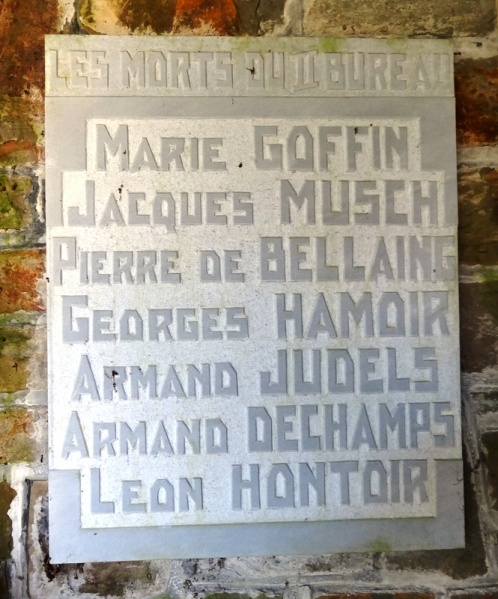 LES MORTS DU II BUREAU
MARIE GOFFIN
JACQUES MUSCH
PIERRE DE BELLAING
GEORGES HAMOIR
ARMAND JUDELS
ARMAND DECHAMPS
LEON HONTOIR